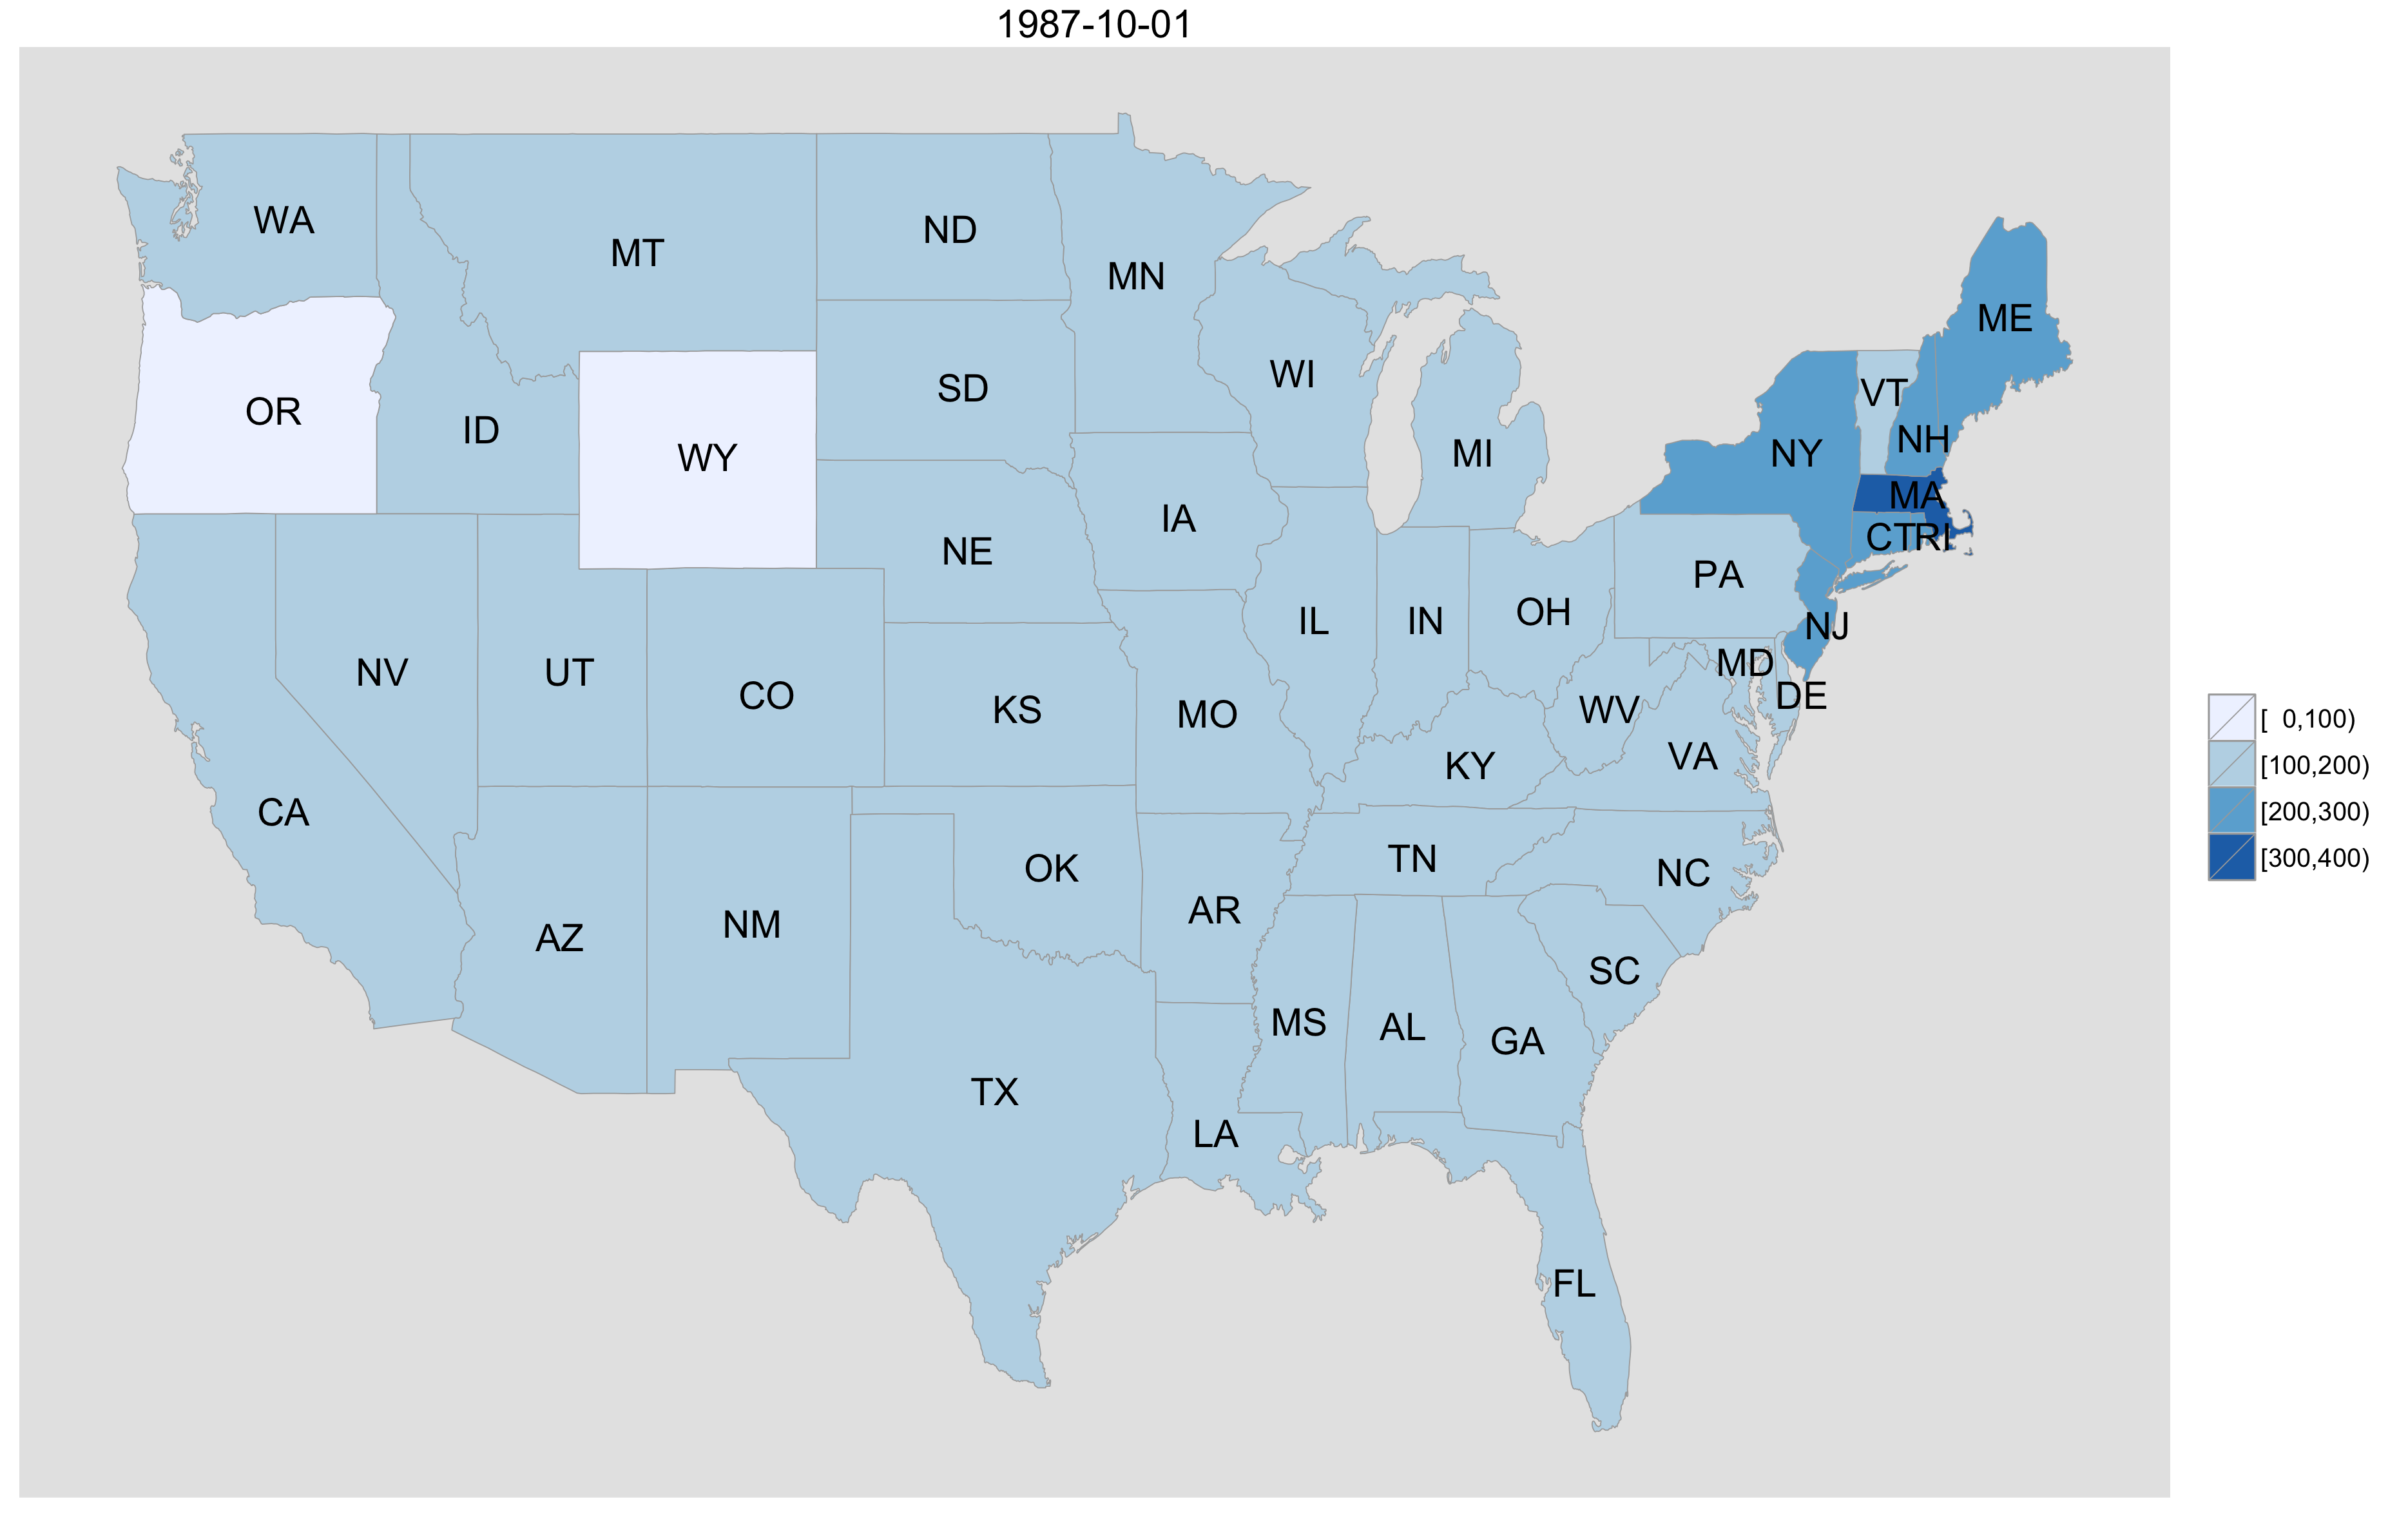 1987-10-01
WA
MT
ND
MN
ME
WI
SD
VT
OR
ID
WY
NY
NH
MI
MA
IA
CT
RI
NE
PA
OH
IL
IN
NJ
MD
NV
UT
CO
DE
KS
WV
MO
[  0,100)
VA
KY
[100,200)
CA
[200,300)
TN
[300,400)
OK
NC
AR
NM
AZ
SC
MS
AL
GA
TX
LA
FL